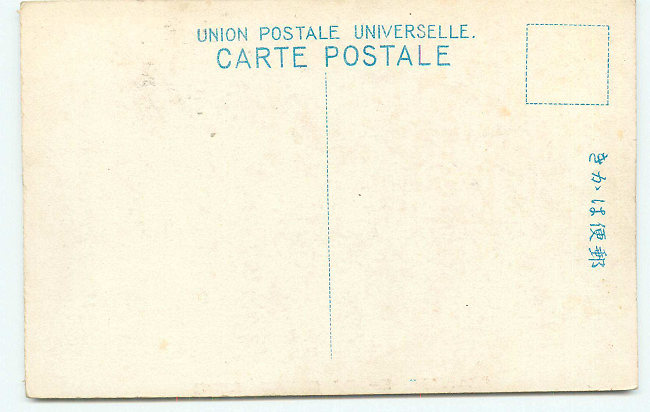 UNION POSTALE UNIVERSELLE.
CARTE POSTALE
郵便はかき